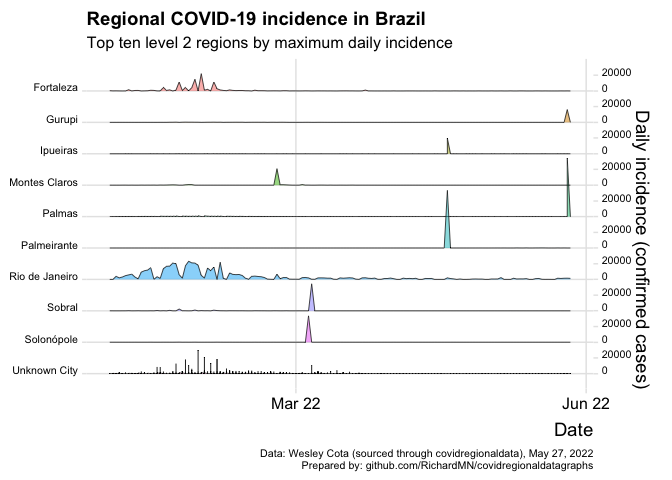 Regional COVID-19 incidence in Brazil
Top ten level 2 regions by maximum daily incidence
Fortaleza
20000
0
Gurupi
20000
0
Ipueiras
20000
0
Montes Claros
20000
0
Palmas
20000
0
Palmeirante
20000
0
Rio de Janeiro
20000
0
Sobral
20000
0
Solonópole
20000
0
Unknown City
20000
0
Daily incidence (confirmed cases)
Mar 22
Jun 22
Date
Data: Wesley Cota (sourced through covidregionaldata), May 27, 2022
Prepared by: github.com/RichardMN/covidregionaldatagraphs